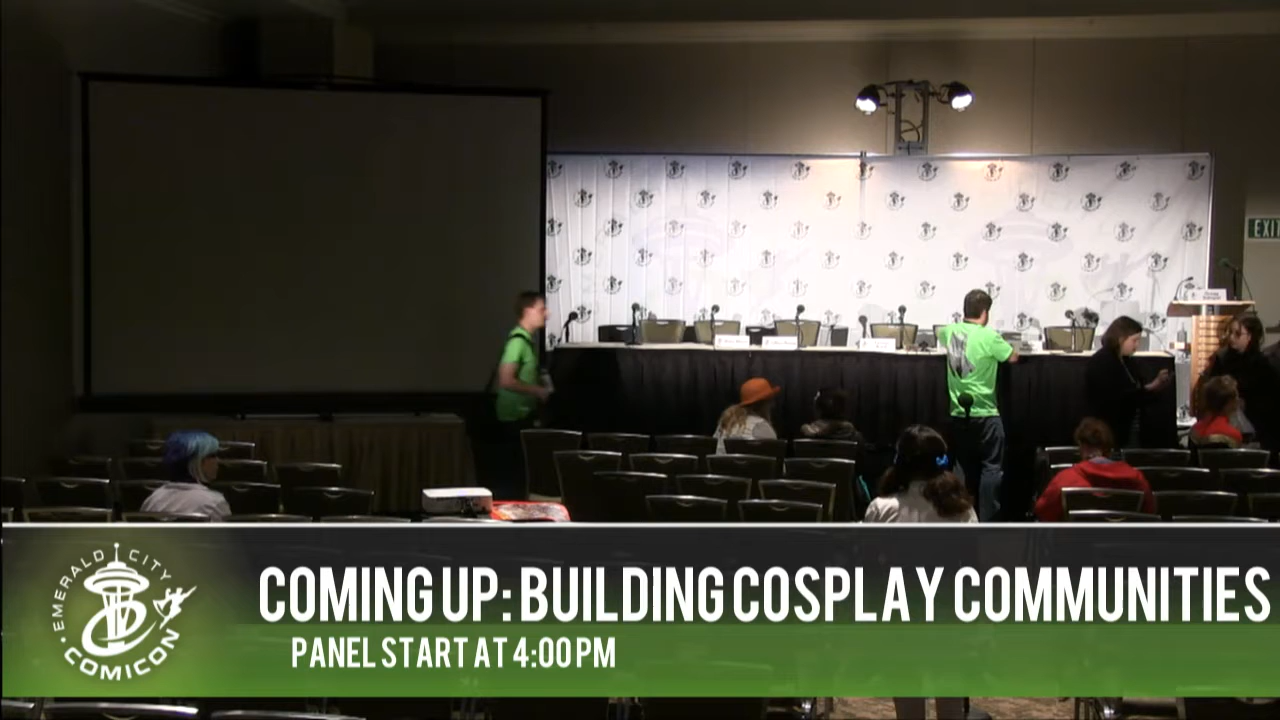 EXIT
COMING UP: BUILDING COSPLAY COMMUNITIES
PANEL START AT 4:00 PM
EMERALD CITY
COMICON